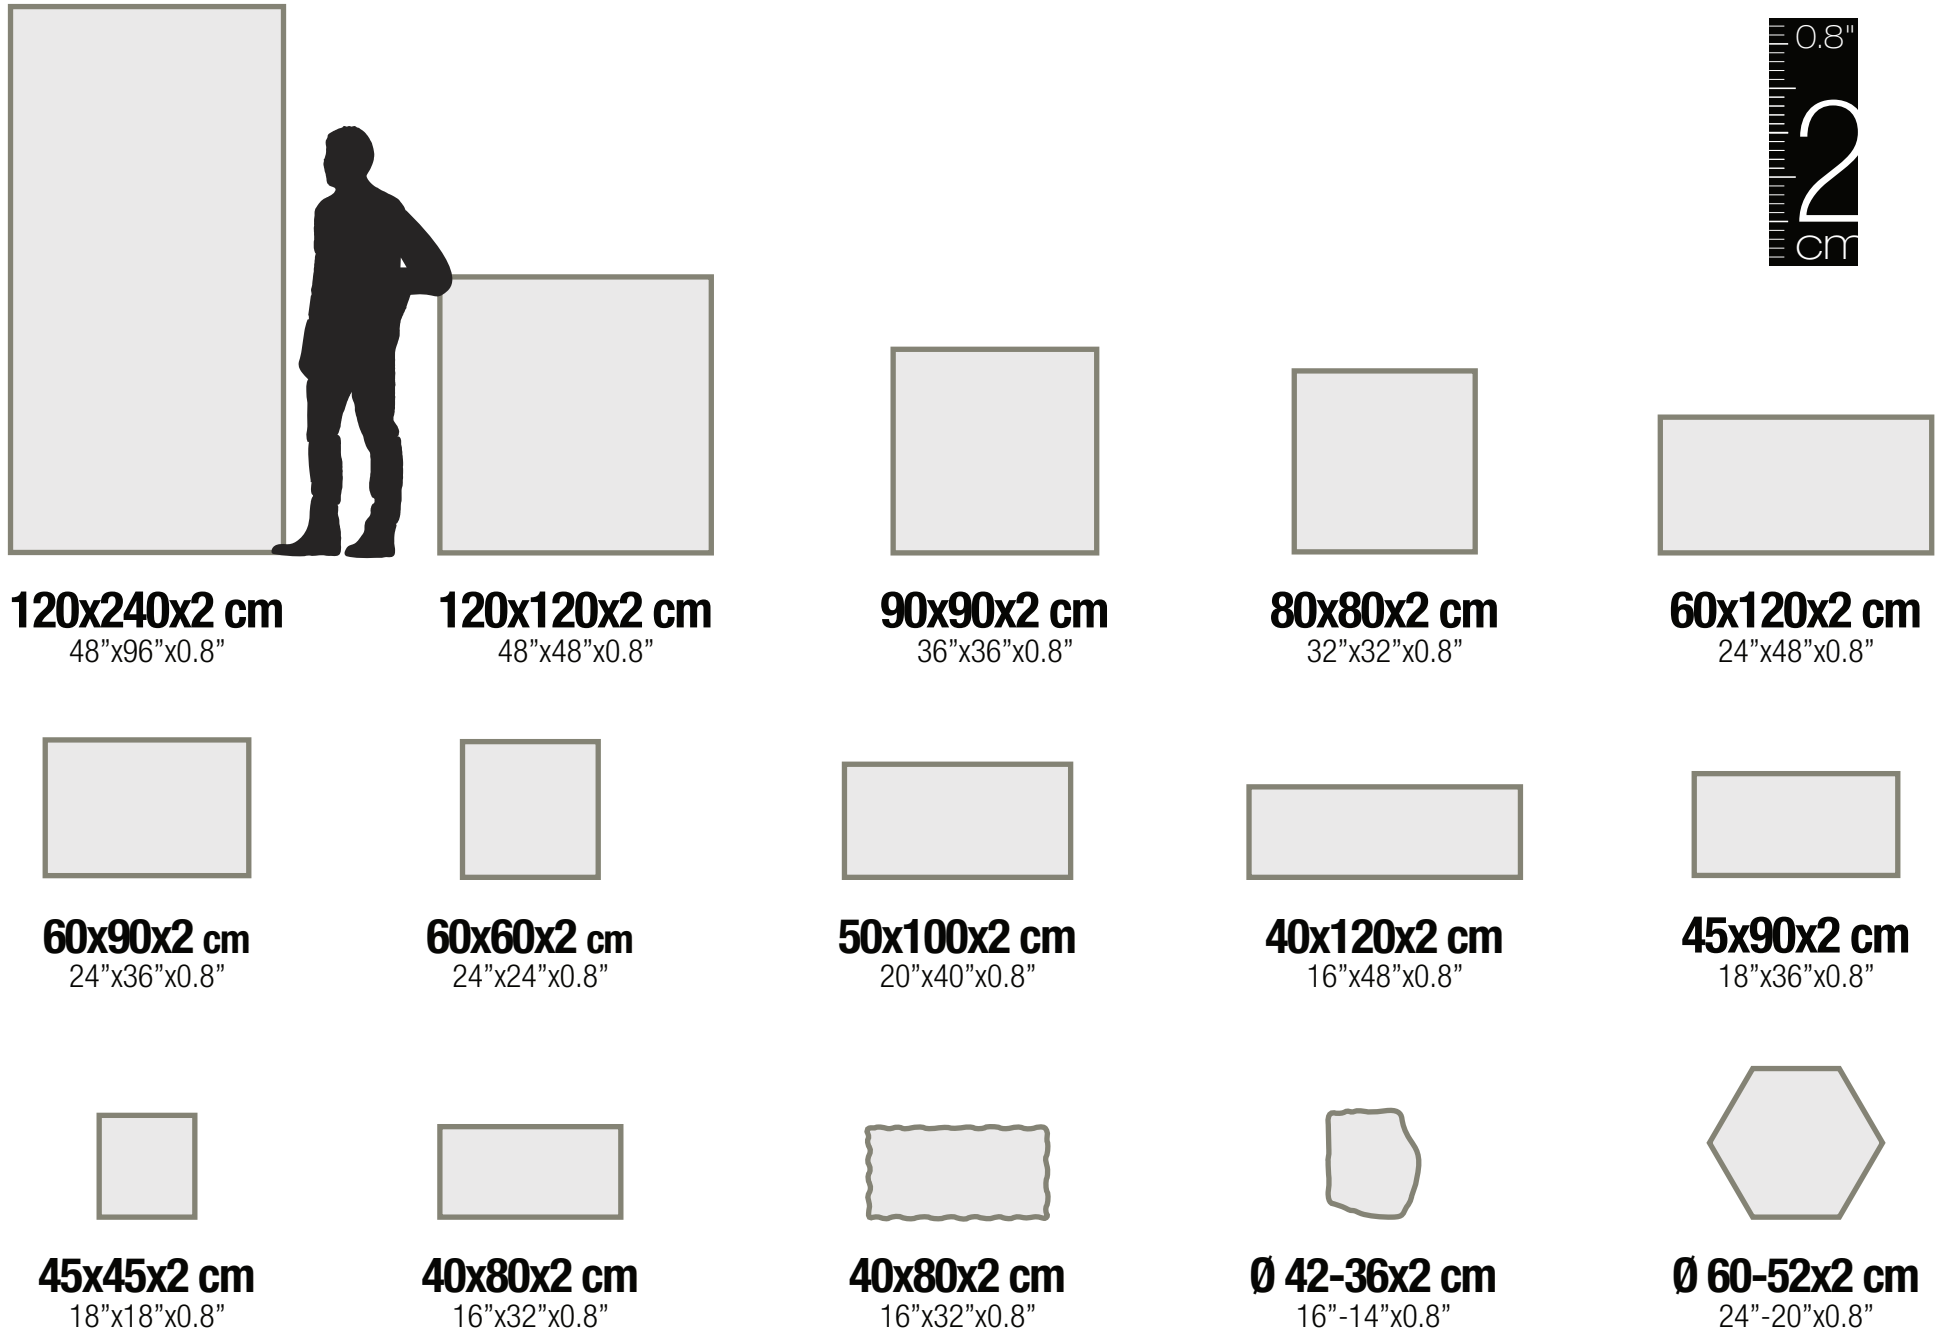 0.8"
2
cm
120x240x2 cm
48”x96”x0.8”
120x120x2 cm
48”x48”x0.8”
90x90x2 cm
36”x36”x0.8”
80x80x2 cm
32”x32”x0.8”
60x120x2 cm
24”x48”x0.8”
60x90x2 cm
24”x36”x0.8”
60x60x2 cm
24”x24”x0.8”
50x100x2 cm
20”x40”x0.8”
40x120x2 cm
16”x48”x0.8”
45x90x2 cm
18”x36”x0.8”
45x45x2 cm
18”x18”x0.8”
40x80x2 cm
16”x32”x0.8”
40x80x2 cm
16”x32”x0.8”
Ø 42-36x2 cm
16”-14”x0.8”
Ø 60-52x2 cm
24”-20”x0.8”